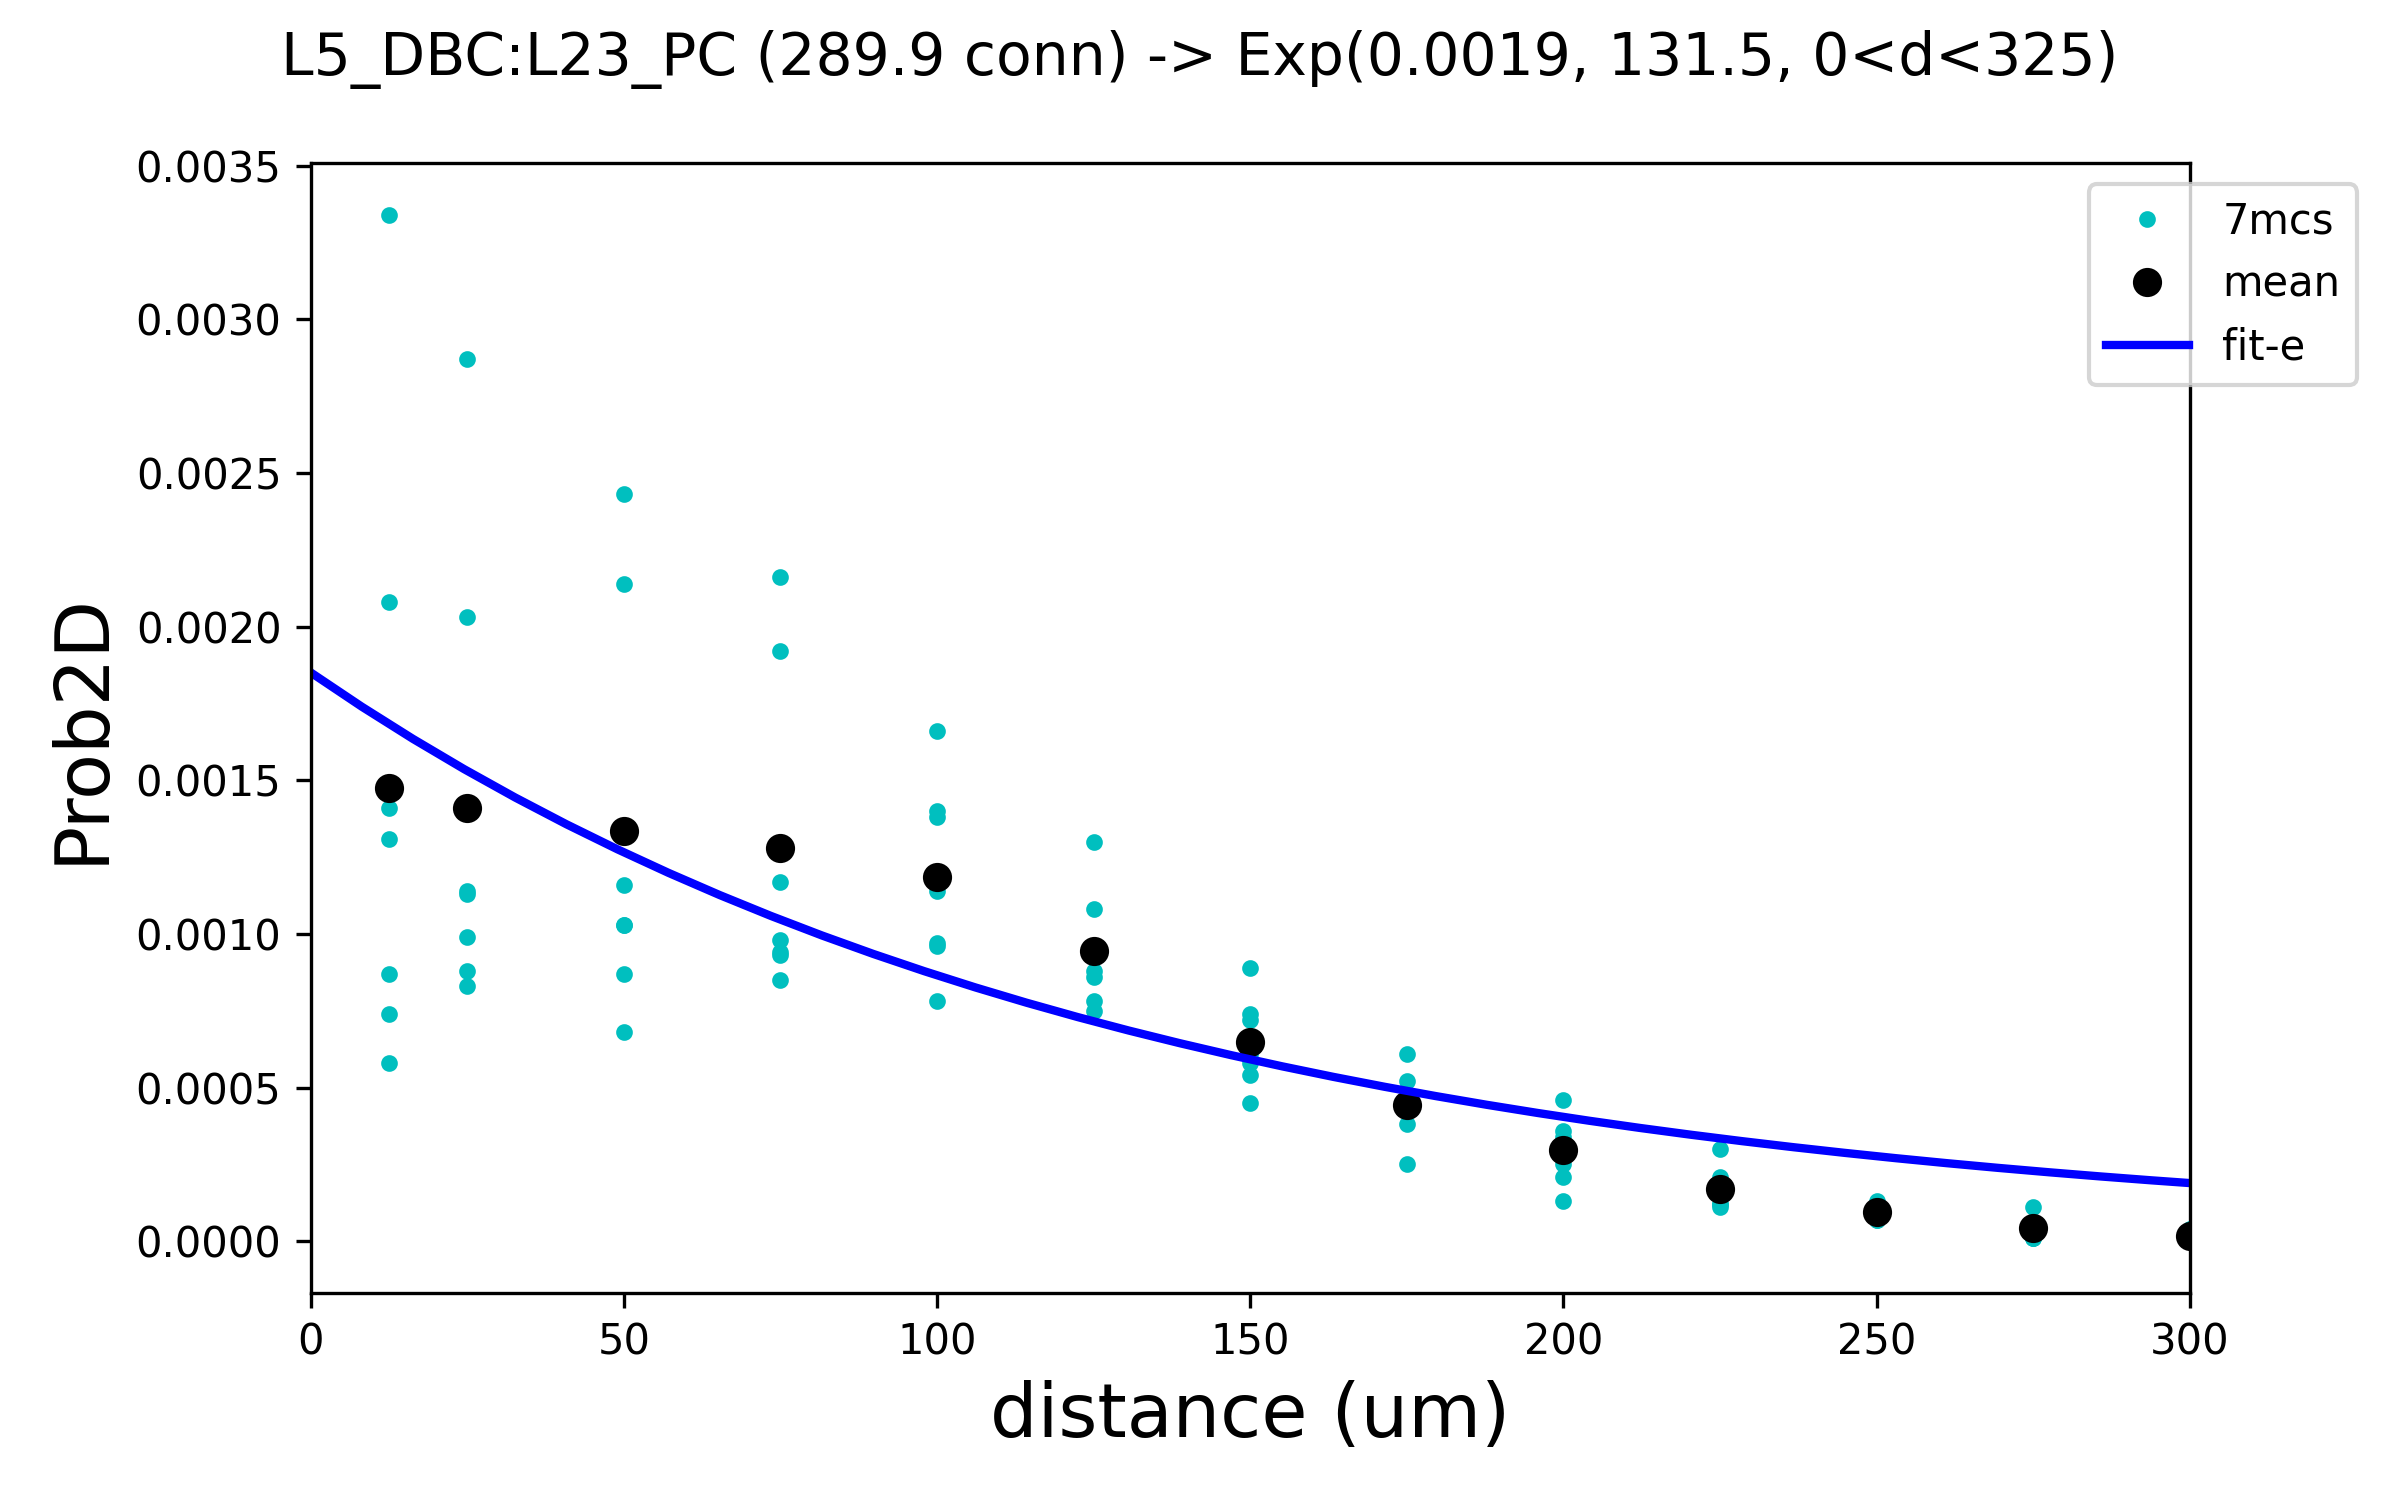 L5_DBC:L23_PC (289.9 conn) -> Exp(0.0019, 131.5, 0<d<325)
0.0035
0.0030
0.0025
0.0020
0.0015
0.0010
0.0005
0.0000
Prob2D
7mcs
mean
fit-e
0 50 100 150 200 250 300
distance (um)